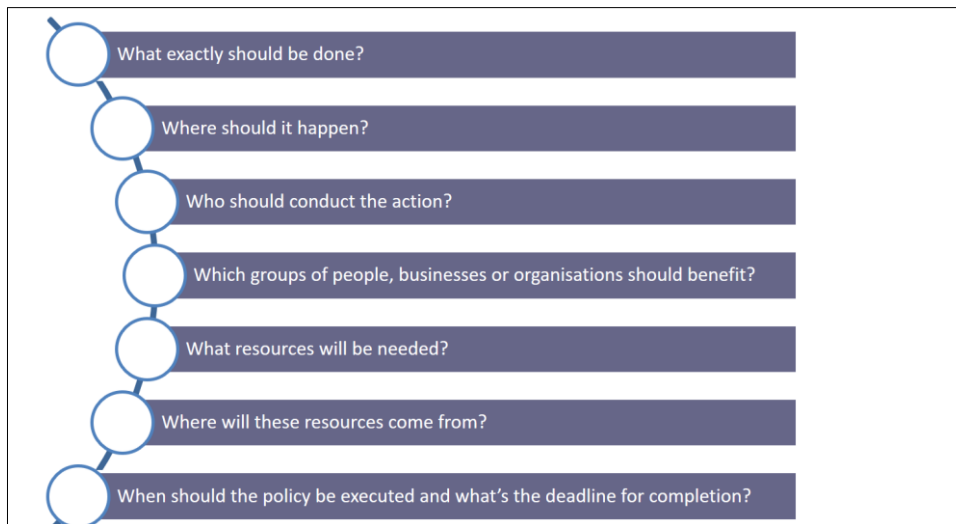 What exactly should be done?
Where should it happen?
Who should conduct the action?
Which groups of people, businesses or organisations should benefit?
What resources will be needed?
Where will these resources come from?
When should the policy be executed and what's the deadline for completion?